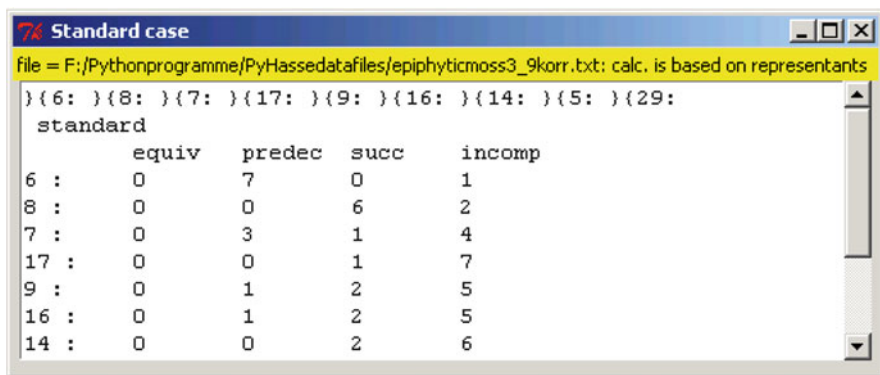 Standard case
file = F:/Pythonprogramme/PyHassedatafiles/epiphyticmoss3_9korr.txt: calc. is based on representants
}{6: }{8: }{7: }{17: }{9: }{16: }{14: }{5: }{29:
standard
equiv predec succ incomp
6 : 0 7 0 1
8 : 0 0 6 2
7 : 0 3 1 4
17 : 0 0 1 7
9 : 0 1 2 5
16 : 0 1 2 5
14 : 0 0 2 6